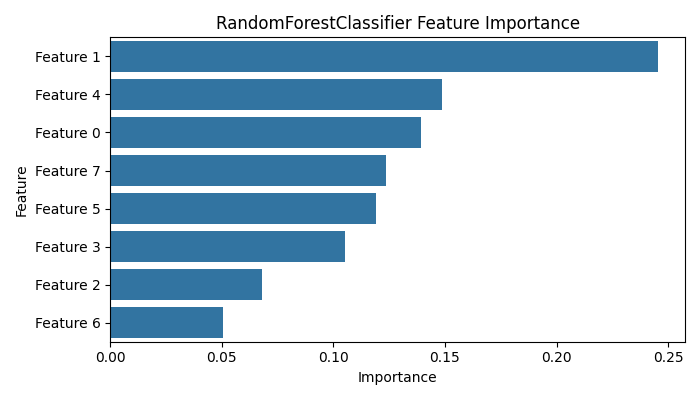 RandomForestClassifier Feature Importance
Feature
Feature 1
Feature 4
Feature 0
Feature 7
Feature 5
Feature 3
Feature 2
Feature 6
0.00 0.05 0.10 0.15 0.20 0.25
Importance